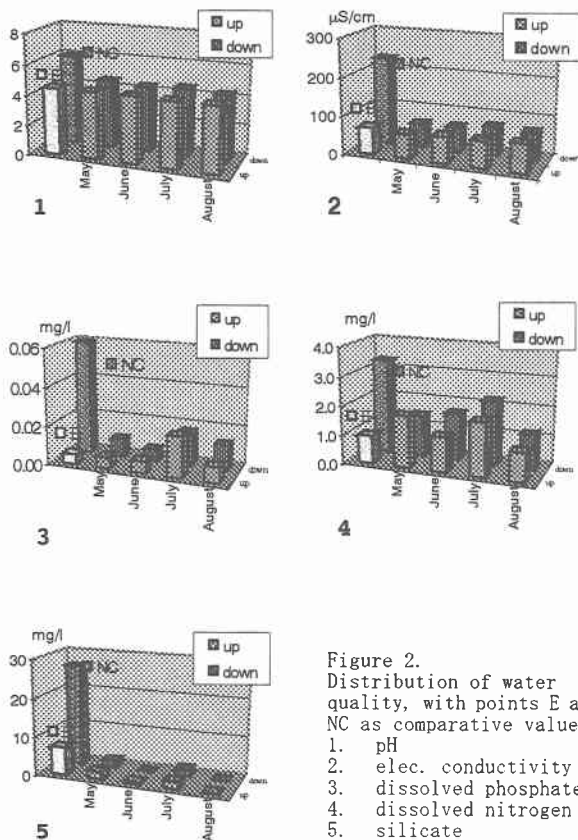 8
6
4
2
0
E
NC
up
down
May
June
July
August
up
down
1
µS/cm
300
200
100
0
E
NC
up
down
May
June
July
August
up
down
2
mg/l
0.06
0.04
0.02
0.00
E
NC
up
down
May
June
July
August
up
down
3
mg/l
4.0
3.0
2.0
1.0
0.0
E
NC
up
down
May
June
July
August
up
down
4
mg/l
30
20
10
0
NC
up
down
May
June
July
August
up
down
5
Figure 2.
Distribution of water
quality, with points E a
NC as comparative value
1. pH
2. elec. conductivity
3. dissolved phosphate
4. dissolved nitrogen
5. silicate